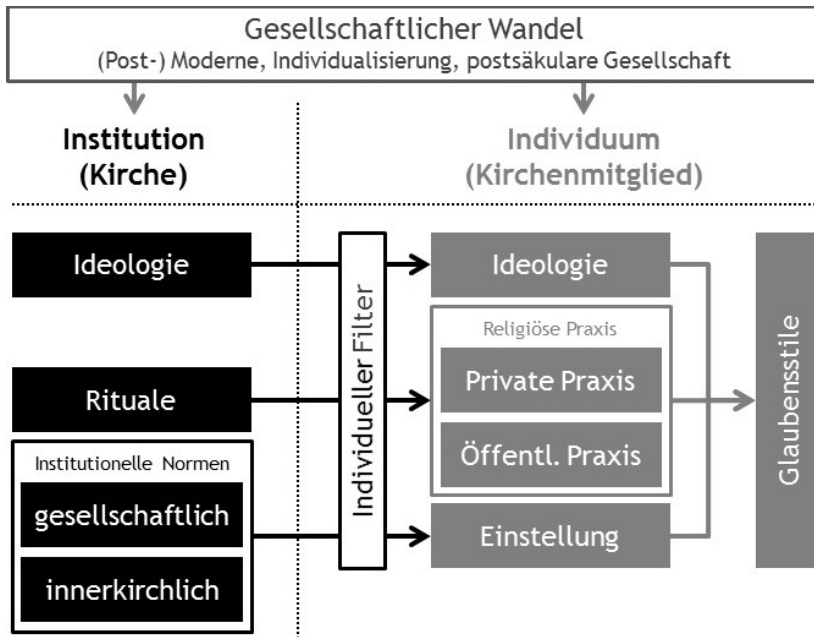 Gesellschaftlicher Wandel
(Post-) Moderne, Individualisierung, postsäkulare Gesellschaft
Institution
(Kirche)
Individuum
(Kirchenmitglied)
Ideologie
Rituale
Institutionelle Normen
gesellschaftlich
innerkirchlich
Individueller Filter
Ideologie
Religiöse Praxis
Private Praxis
Öffentl. Praxis
Einstellung
Glaubensstile